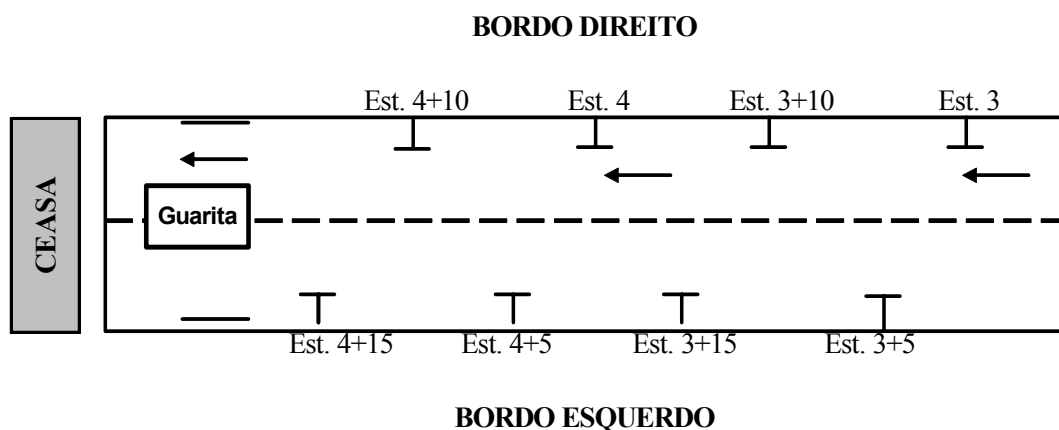 BORDO DIREITO
Est. 4+10 Est. 4 Est. 3+10 Est. 3
CEASA
Guarita
Est. 4+15 Est. 4+5 Est. 3+15 Est. 3+5
BORDO ESQUERDO